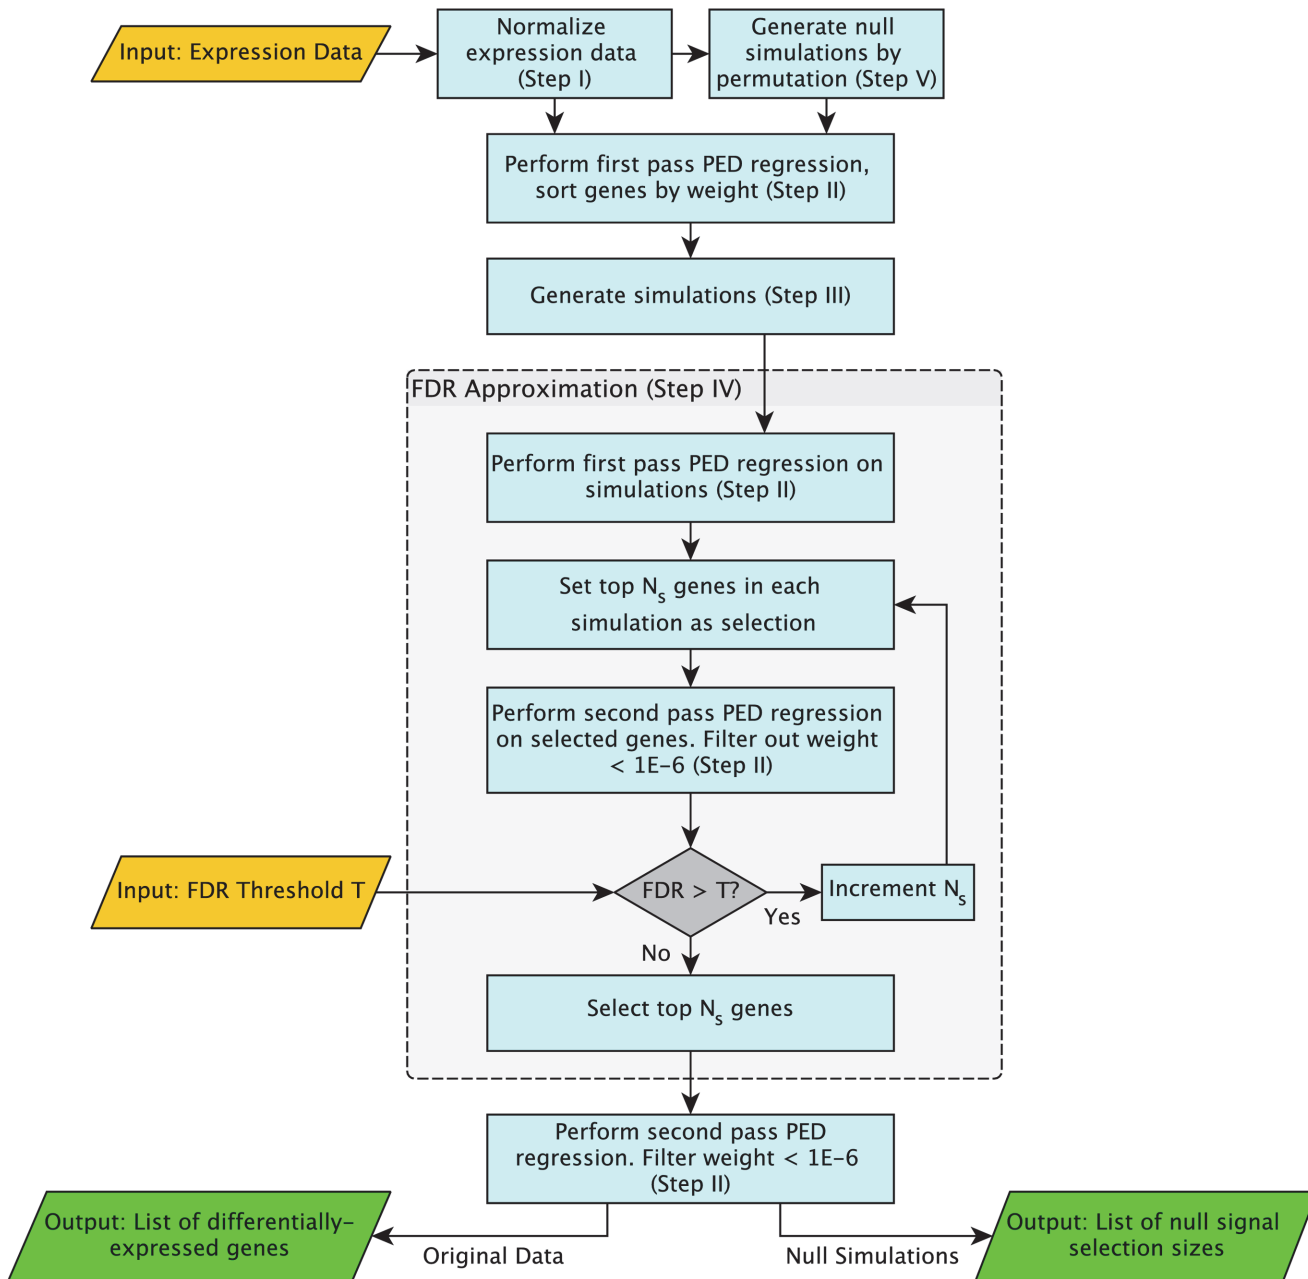 Input: Expression Data
Normalize
expression data
(Step I)
Generate null
simulations by
permutation (Step V)
Perform first pass PED regression,
sort genes by weight (Step II)
Generate simulations (Step III)
FDR Approximation (Step IV)
Perform first pass PED regression on
simulations (Step II)
Set top Ns genes in each
simulation as selection
Perform second pass PED regression
on selected genes. Filter out weight
< 1E-6 (Step II)
Input: FDR Threshold T
FDR > T?
Yes
Increment Ns
No
Select top Ns genes
Perform second pass PED
regression. Filter weight < 1E-6
(Step II)
Output: List of differentially-
expressed genes
Original Data
Null Simulations
Output: List of null signal
selection sizes